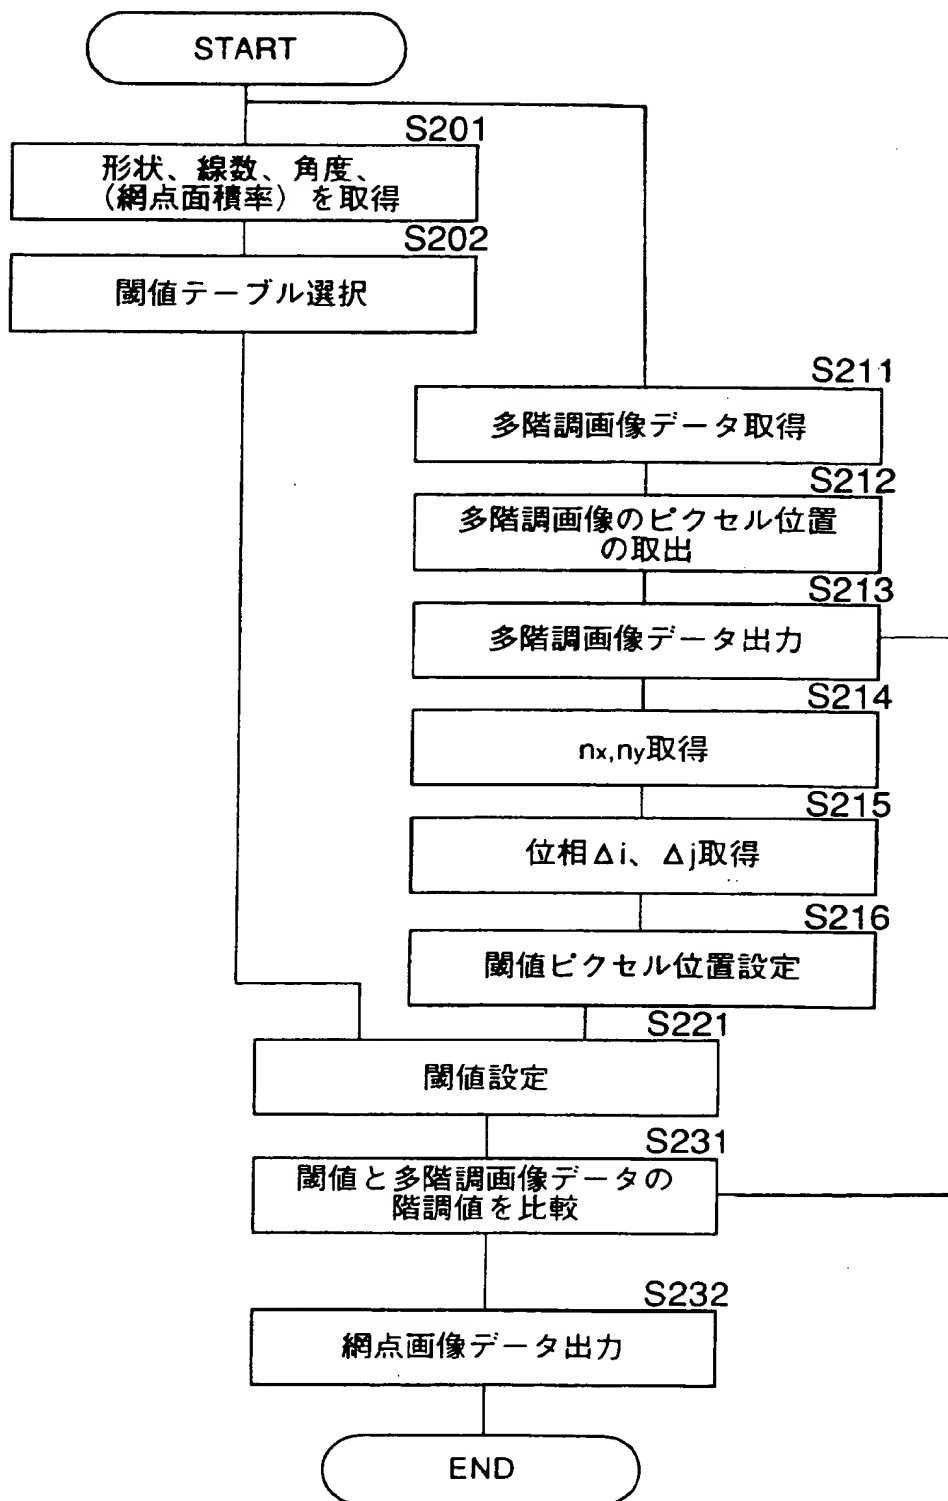 START
S201
形状、線数、角度、
(網点面積率)を取得
S202
閾値テーブル選択
S211
多階調画像データ取得
S212
多階調画像のピクセル位置
の取出
S213
多階調画像データ出力
S214
nx,ny取得
S215
位相Δi、Δj取得
S216
閾値ピクセル位置設定
S221
閾値設定
S231
閾値と多階調画像データの
階調値を比較
S232
網点画像データ出力
END